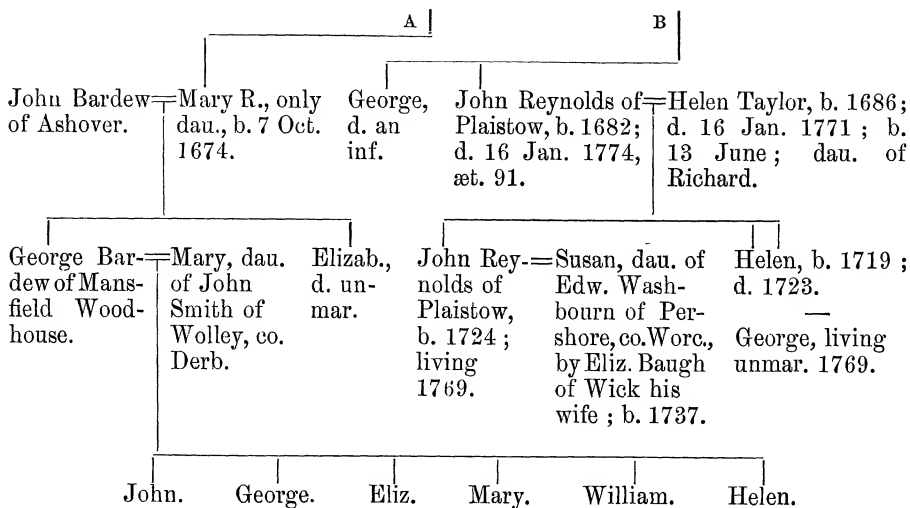 A B
John Bardew=Mary R., only
of Ashover. dau., b. 7 Oct.
1674.
George,
d. an
inf.
John Reynolds of=Helen Taylor, b. 1686;
Plaistow, b. 1682; d. 16 Jan. 1771 ; b.
d. 16 Jan. 1774, 13 June ; dau. of
æt. 91. Richard.
George Bar-=Mary, dau.
dew of Mans- of John
field Wood- Smith of
house. Wolley, co.
Derb.
Elizab.,
d. un-
mar.
John Rey-=Susan, dau. of
nolds of Edw. Wash-
Plaistow, bourn of Per-
b. 1724 ; shore, co. Worc.,
living by Eliz. Baugh
1769. of Wick his
wife ; b. 1737.
Helen, b. 1719 ;
d. 1723.
—
George, living
unmar. 1769.
John. George. Eliz. Mary. William. Helen.